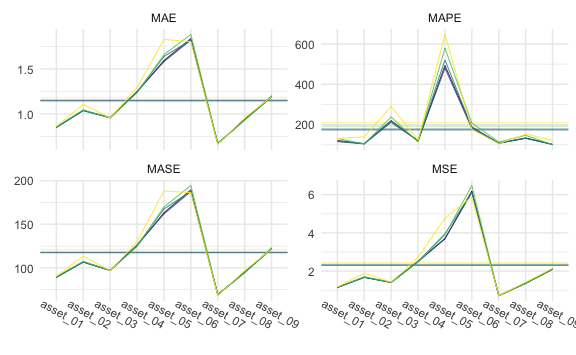 MAE
MAPE
1.5
1.0
600
400
200
MASE
MSE
200
150
100
6
4
2
asset_01
asset_02
asset_03
asset_04
asset_05
asset_06
asset_07
asset_08
asset_09
asset_01
asset_02
asset_03
asset_04
asset_05
asset_06
asset_07
asset_08
asset_09